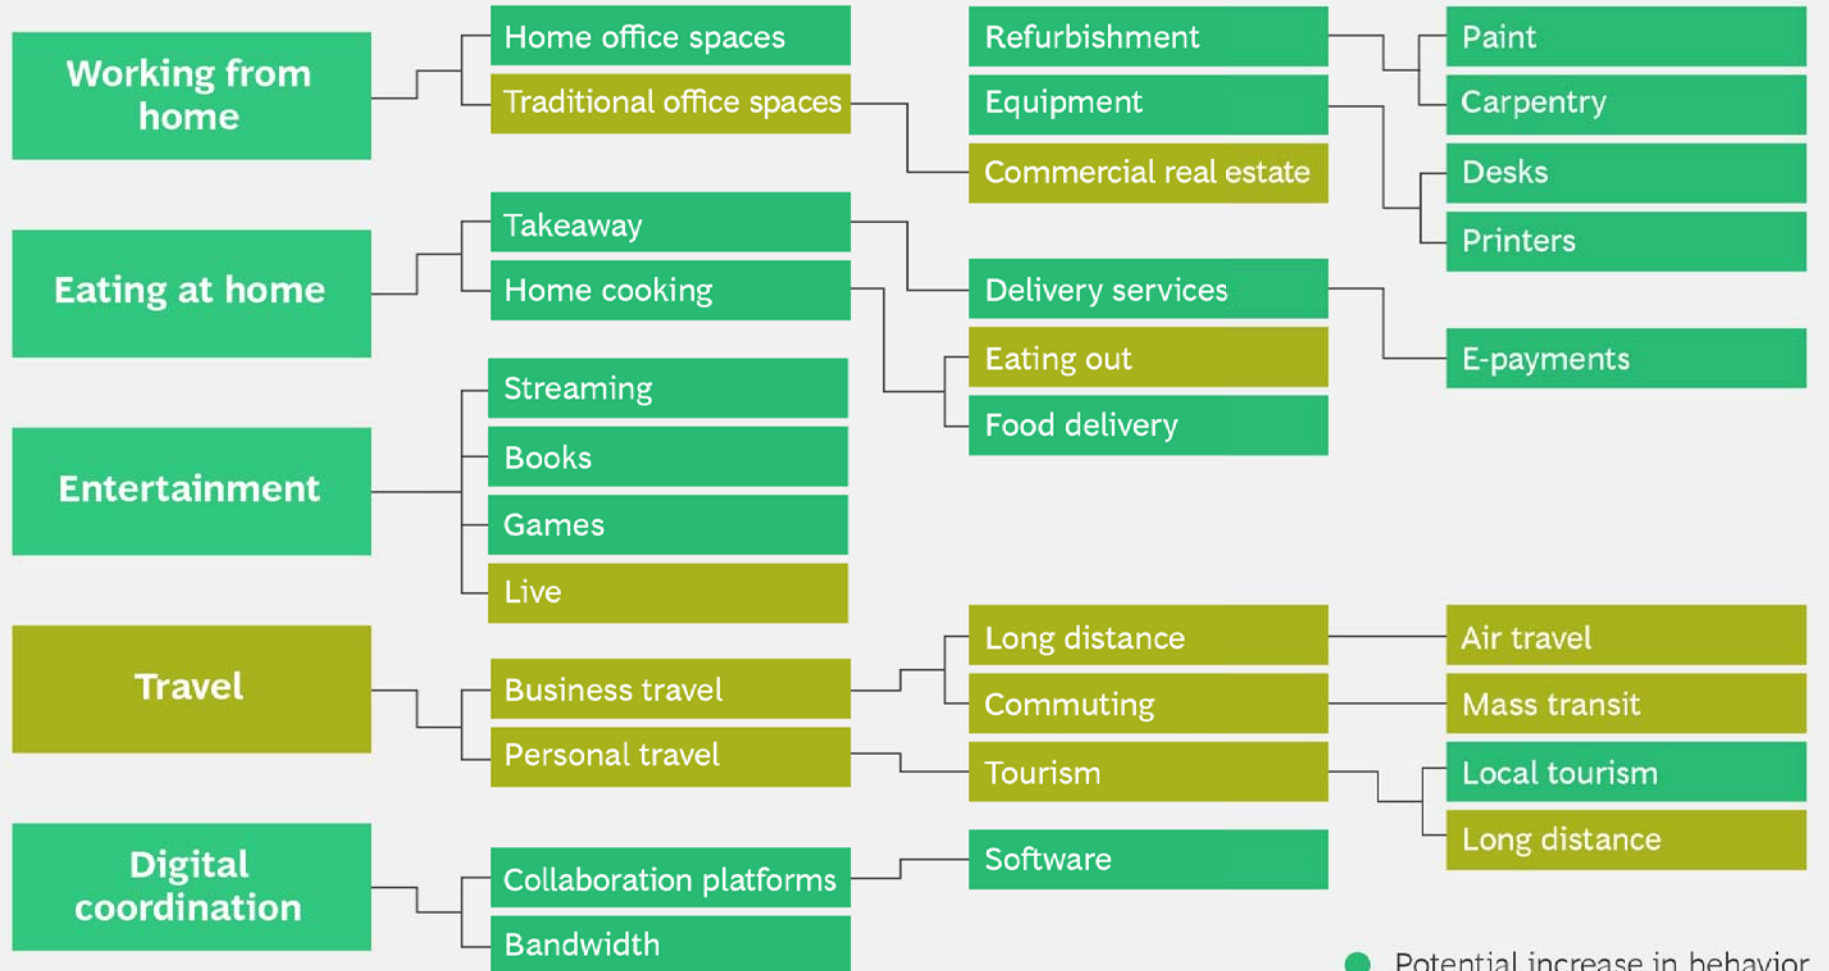 Working from
home
Home office spaces
Traditional office spaces
Refurbishment
Equipment
Commercial real estate
Paint
Carpentry
Desks
Printers
Eating at home
Takeaway
Home cooking
Delivery services
Eating out
Food delivery
E-payments
Entertainment
Streaming
Books
Games
Live
Travel
Business travel
Personal travel
Long distance
Commuting
Tourism
Air travel
Mass transit
Local tourism
Long distance
Digital
coordination
Collaboration platforms
Bandwidth
Software
Potential increase in behavior